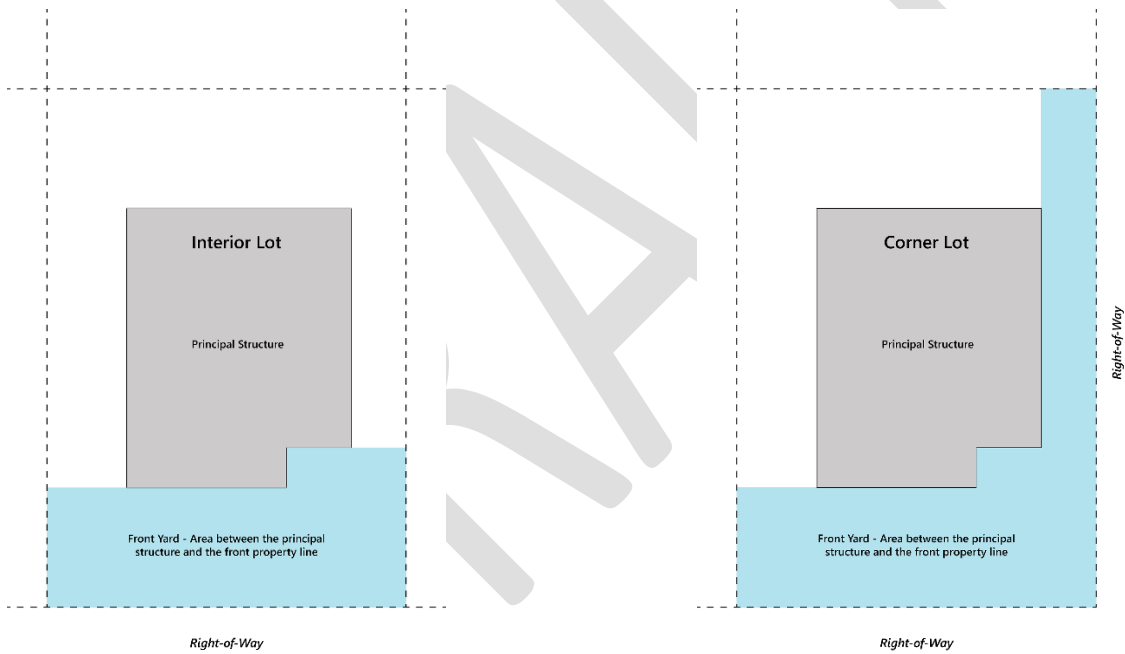 Interior Lot
Principal Structure
Front Yard - Area between the principal
structure and the front property line
Right-of-Way
Corner Lot
Principal Structure
Right-of-Way
Front Yard - Area between the principal
structure and the front property line
Right-of-Way